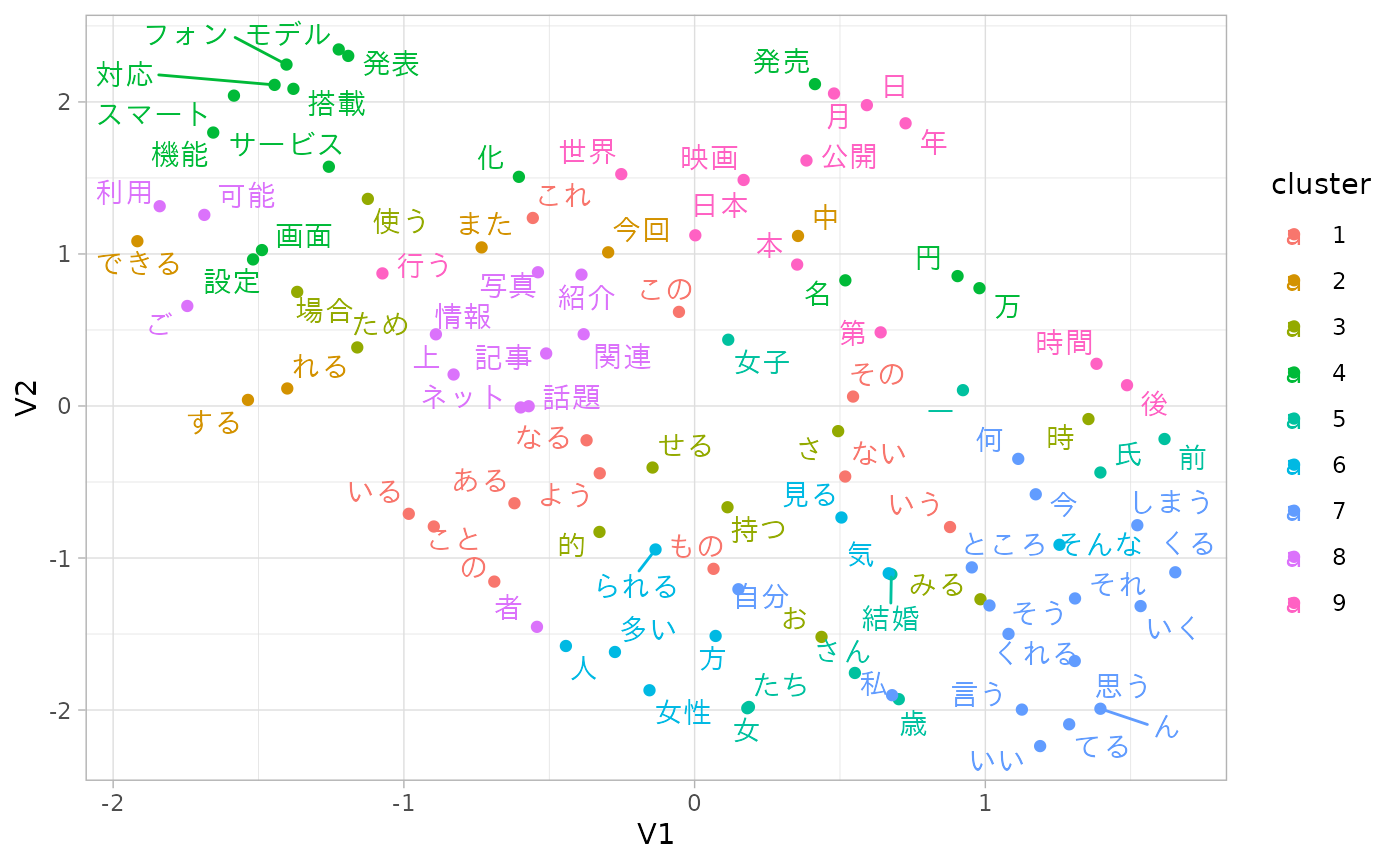 フォン モデル
発表
発売
対応
日
搭載
スマート
月
サービス
年
機能
化
世界
映画
公開
利用
可能
これ
日本
使う
また
今回
中
画面
本
できる
行う
円
設定
写真
紹介
この
名
万
ご
場合
ため
情報
第
時間
上
記事
関連
女子
れる
その
ネット
話題
一
後
する
なる
せる
さ
ない
何
時
氏
前
いる
ある
よう
見る
いう
今
しまう
こと
的
もの
持つ
気
ところ
そんな
くる
の
られる
自分
みる
それ
者
お
結婚
そう
いく
多い
人
方
さん
くれる
女性
たち
私
言う
思う
女
歳
ん
てる
いい
2
1
0
-1
-2
V2
-2
-1
0
1
V1
cluster
a 1
a 2
a 3
a 4
a 5
a 6
a 7
a 8
a 9